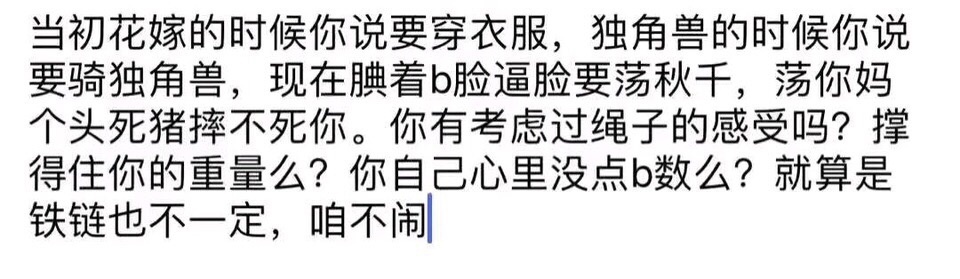 当初花嫁的时候你说要穿衣服，独角兽的时候你说
要骑独角兽，现在腆着b脸逼脸要荡秋千，荡你妈
个头死猪摔不死你。你有考虑过绳子的感受吗？撑
得住你的重量么？你自己心里没点b数么？就算是
铁链也不一定，咱不闹